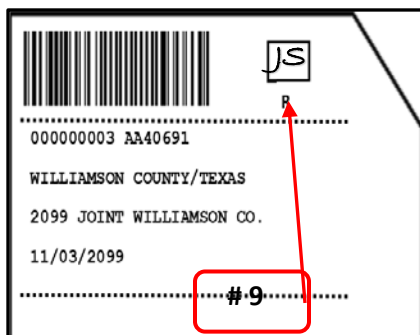 JS
R
000000003 AA40691
WILLIAMSON COUNTY/TEXAS
2099 JOINT WILLIAMSON CO.
11/03/2099
# 9